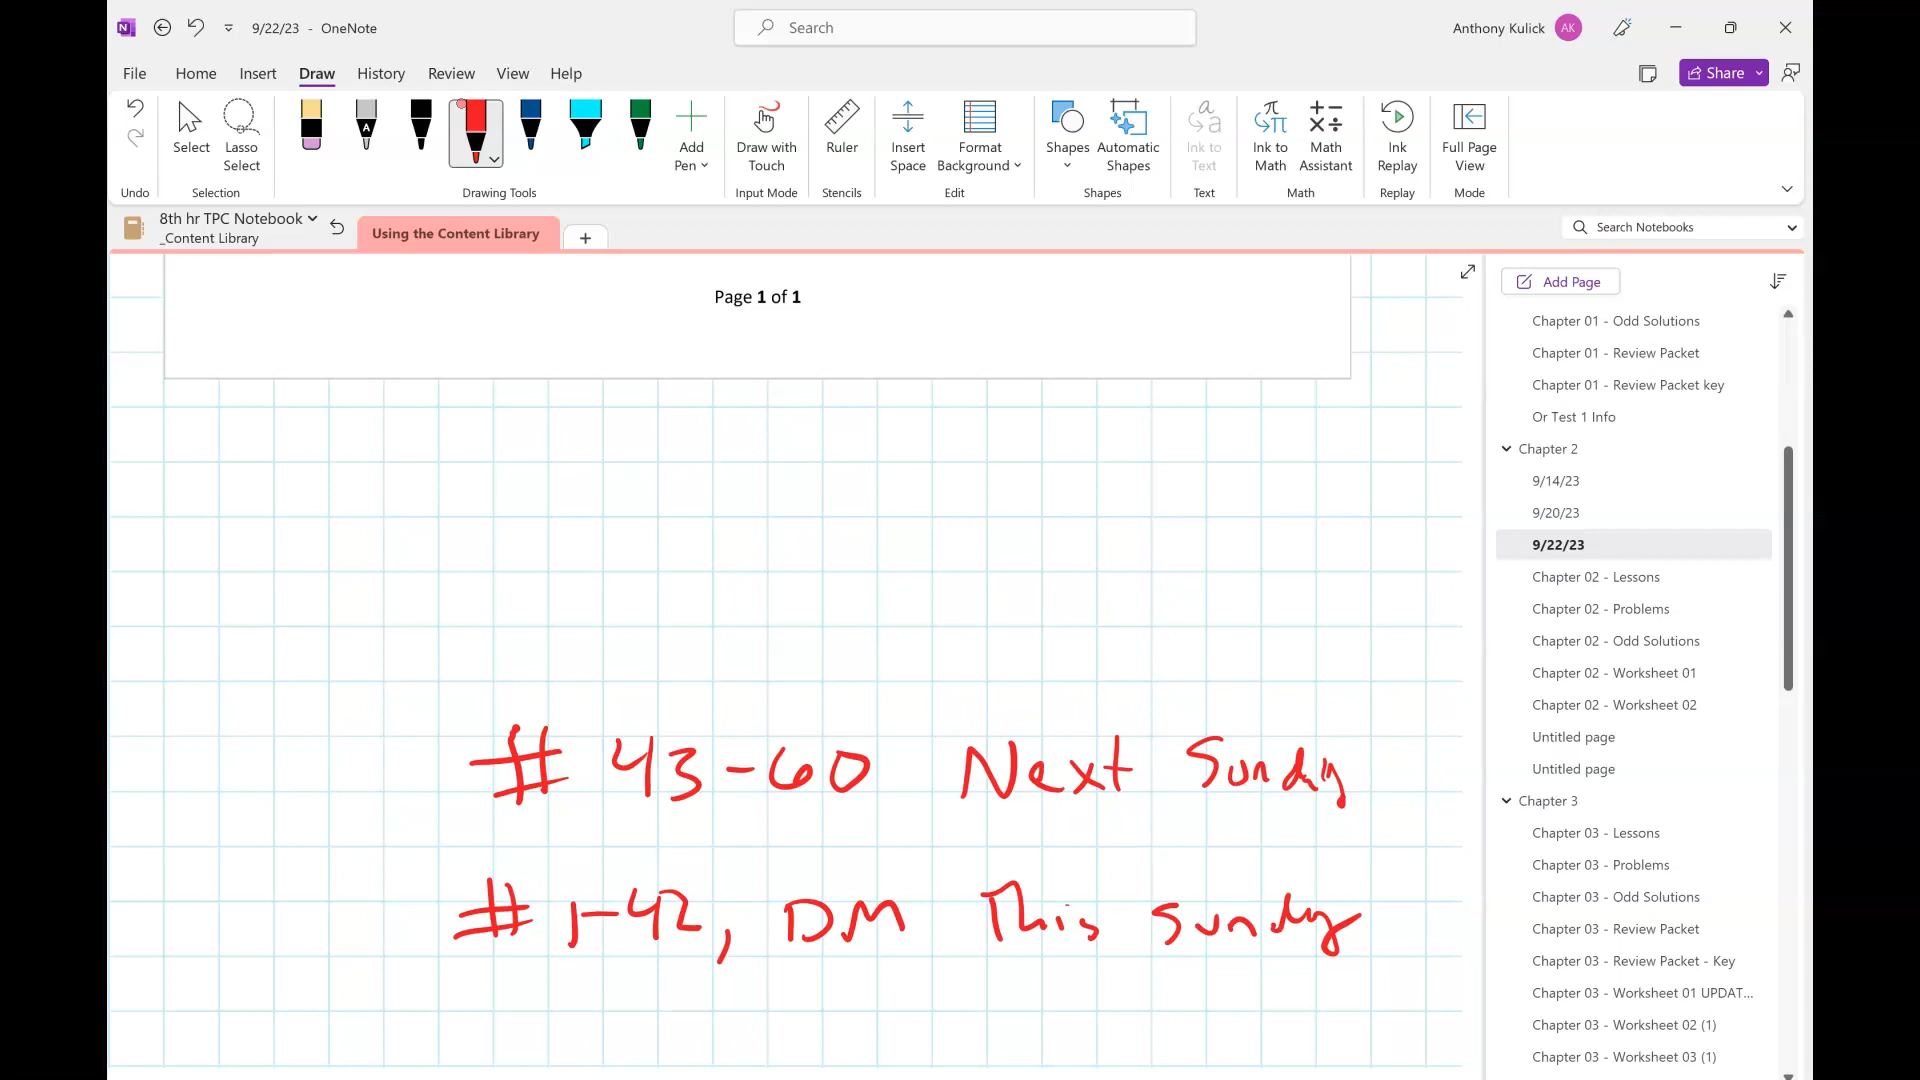 9/22/23 - OneNote
Search
Anthony Kulick
AK
File Home Insert Draw History Review View Help
Share
Undo
Select
Lasso Select
Selection
A
Add Pen
Drawing Tools
Draw with Touch
Input Mode
Ruler
Stencils
Insert Space
Format Background
Edit
Shapes
Automatic Shapes
Shapes
Ink to Text
Text
Ink to Math
Math Assistant
Math
Ink Replay
Replay
Full Page View
Mode
8th hr TPC Notebook
_Content Library
Using the Content Library
Search Notebooks
Page 1 of 1
# 43-60 Next Sunday
# 1-42, DM This Sunday
Add Page
Chapter 01 - Odd Solutions
Chapter 01 - Review Packet
Chapter 01 - Review Packet key
Or Test 1 Info
Chapter 2
9/14/23
9/20/23
9/22/23
Chapter 02 - Lessons
Chapter 02 - Problems
Chapter 02 - Odd Solutions
Chapter 02 - Worksheet 01
Chapter 02 - Worksheet 02
Untitled page
Untitled page
Chapter 3
Chapter 03 - Lessons
Chapter 03 - Problems
Chapter 03 - Odd Solutions
Chapter 03 - Review Packet
Chapter 03 - Review Packet - Key
Chapter 03 - Worksheet 01 UPDAT...
Chapter 03 - Worksheet 02 (1)
Chapter 03 - Worksheet 03 (1)